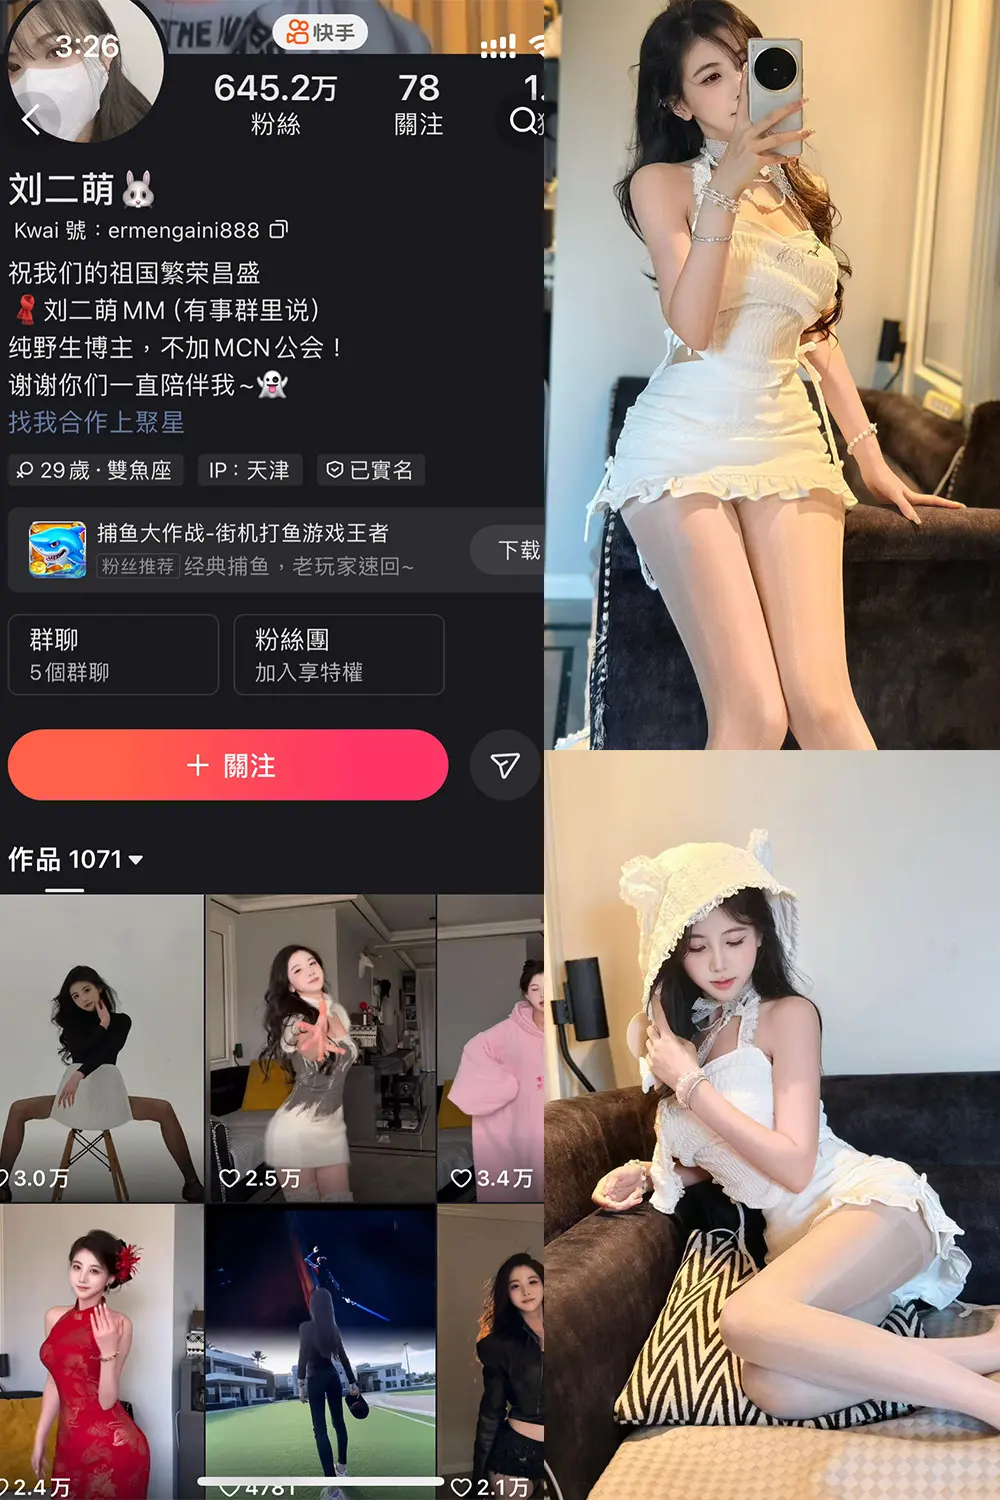 THE N
3:26
快手
645.2万
78
1.
粉絲
關注
刘二萌🐰
Kwai 號：ermengaini888
祝我们的祖国繁荣昌盛
🧣刘二萌MM（有事群里说）
纯野生博主，不加MCN公会！
谢谢你们一直陪伴我~👻
找我合作上聚星
29歲·雙魚座
IP：天津
已實名
捕鱼大作战-街机打鱼游戏王者
粉丝推荐 经典捕鱼，老玩家速回~
下载
群聊
5個群聊
粉絲團
加入享特權
+ 關注
作品 1071
3.0万
2.5万
3.4万
2.4万
4781
2.1万